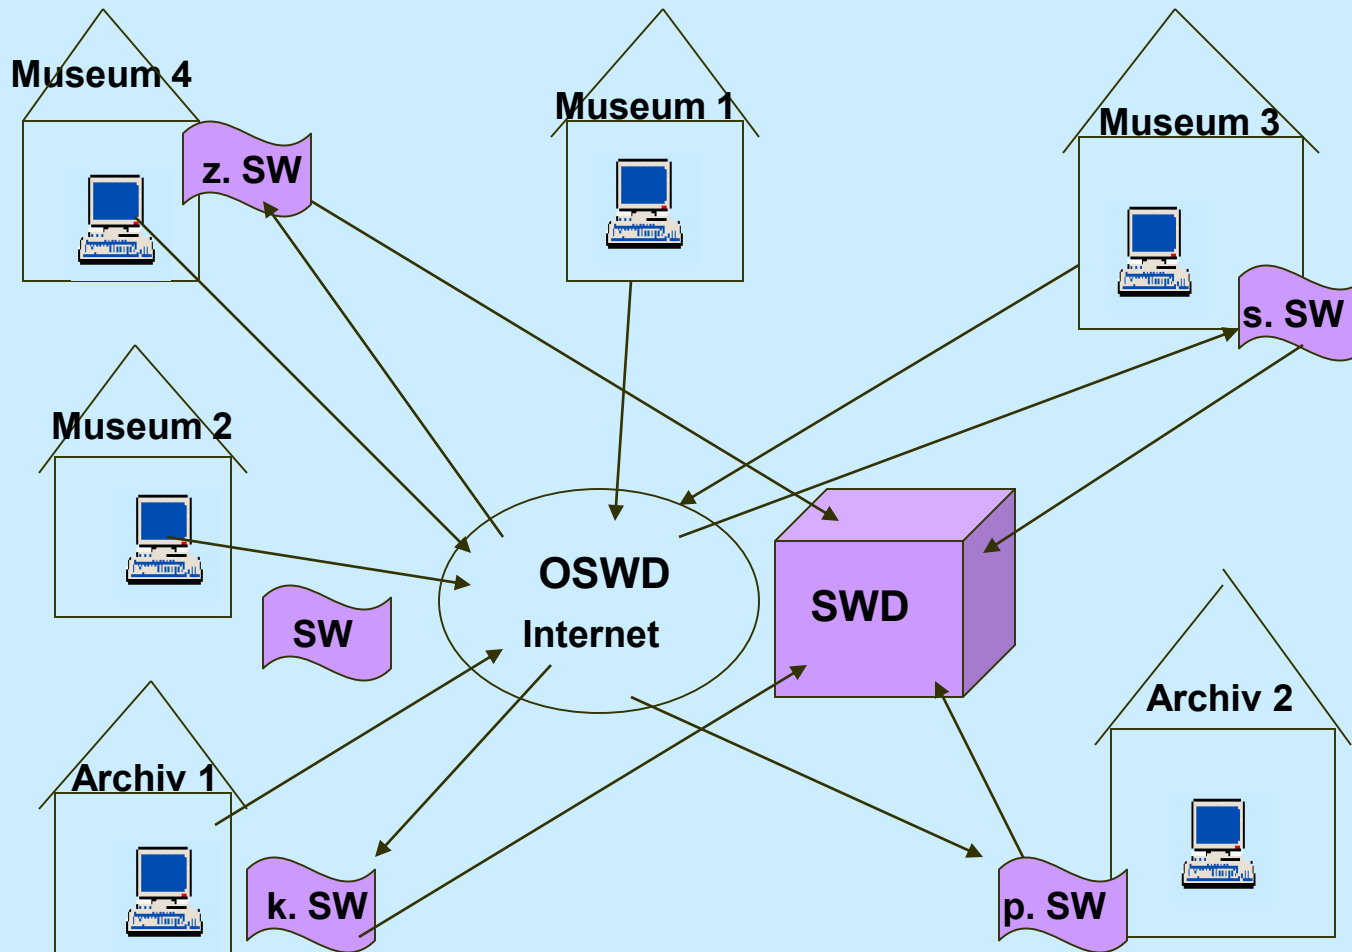 Museum 4
Museum 1
Museum 3
z. SW
s. SW
Museum 2
OSWD
Internet
SWD
SW
Archiv 2
Archiv 1
k. SW
p. SW